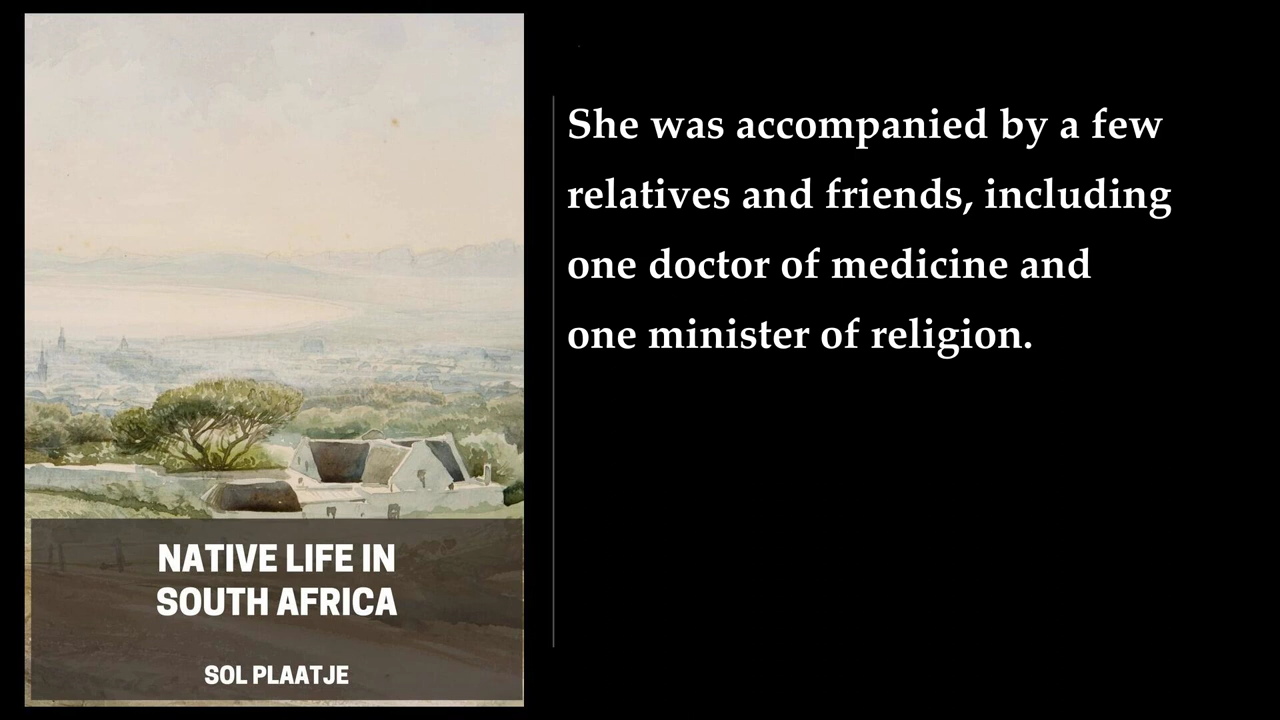 She was accompanied by a few
relatives and friends, including
one doctor of medicine and
one minister of religion.
NATIVE LIFE IN
SOUTH AFRICA
SOL PLAATJE